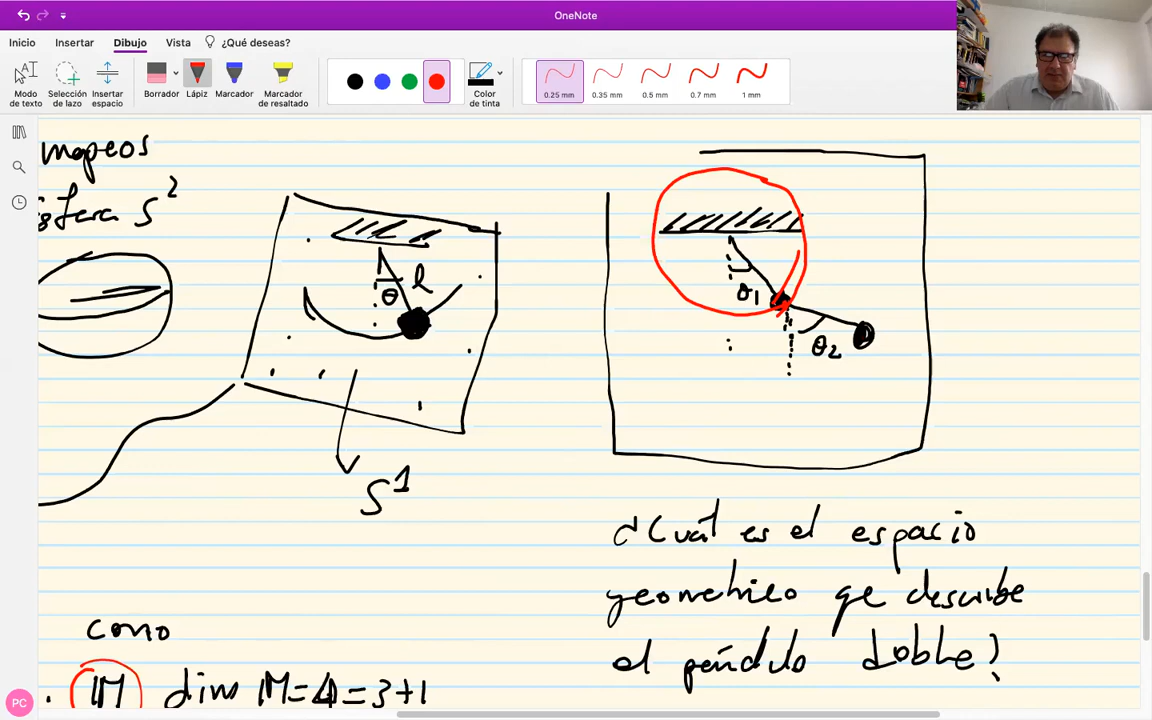 OneNote
Inicio
Insertar
Dibujo
Vista
¿Qué deseas?
Modo
de texto
Selección
de lazo
Insertar
espacio
Borrador
Lápiz
Marcador
Marcador
de resaltado
Color
de tinta
0.25 mm
0.35 mm
0.5 mm
0.7 mm
1 mm
mapeos
sfera S²
θ
l
S¹
θ1
θ2
¿Cuál es el espacio
geometrico qe describe
el péndulo doble?
como
M dim M=4=3+1
PC